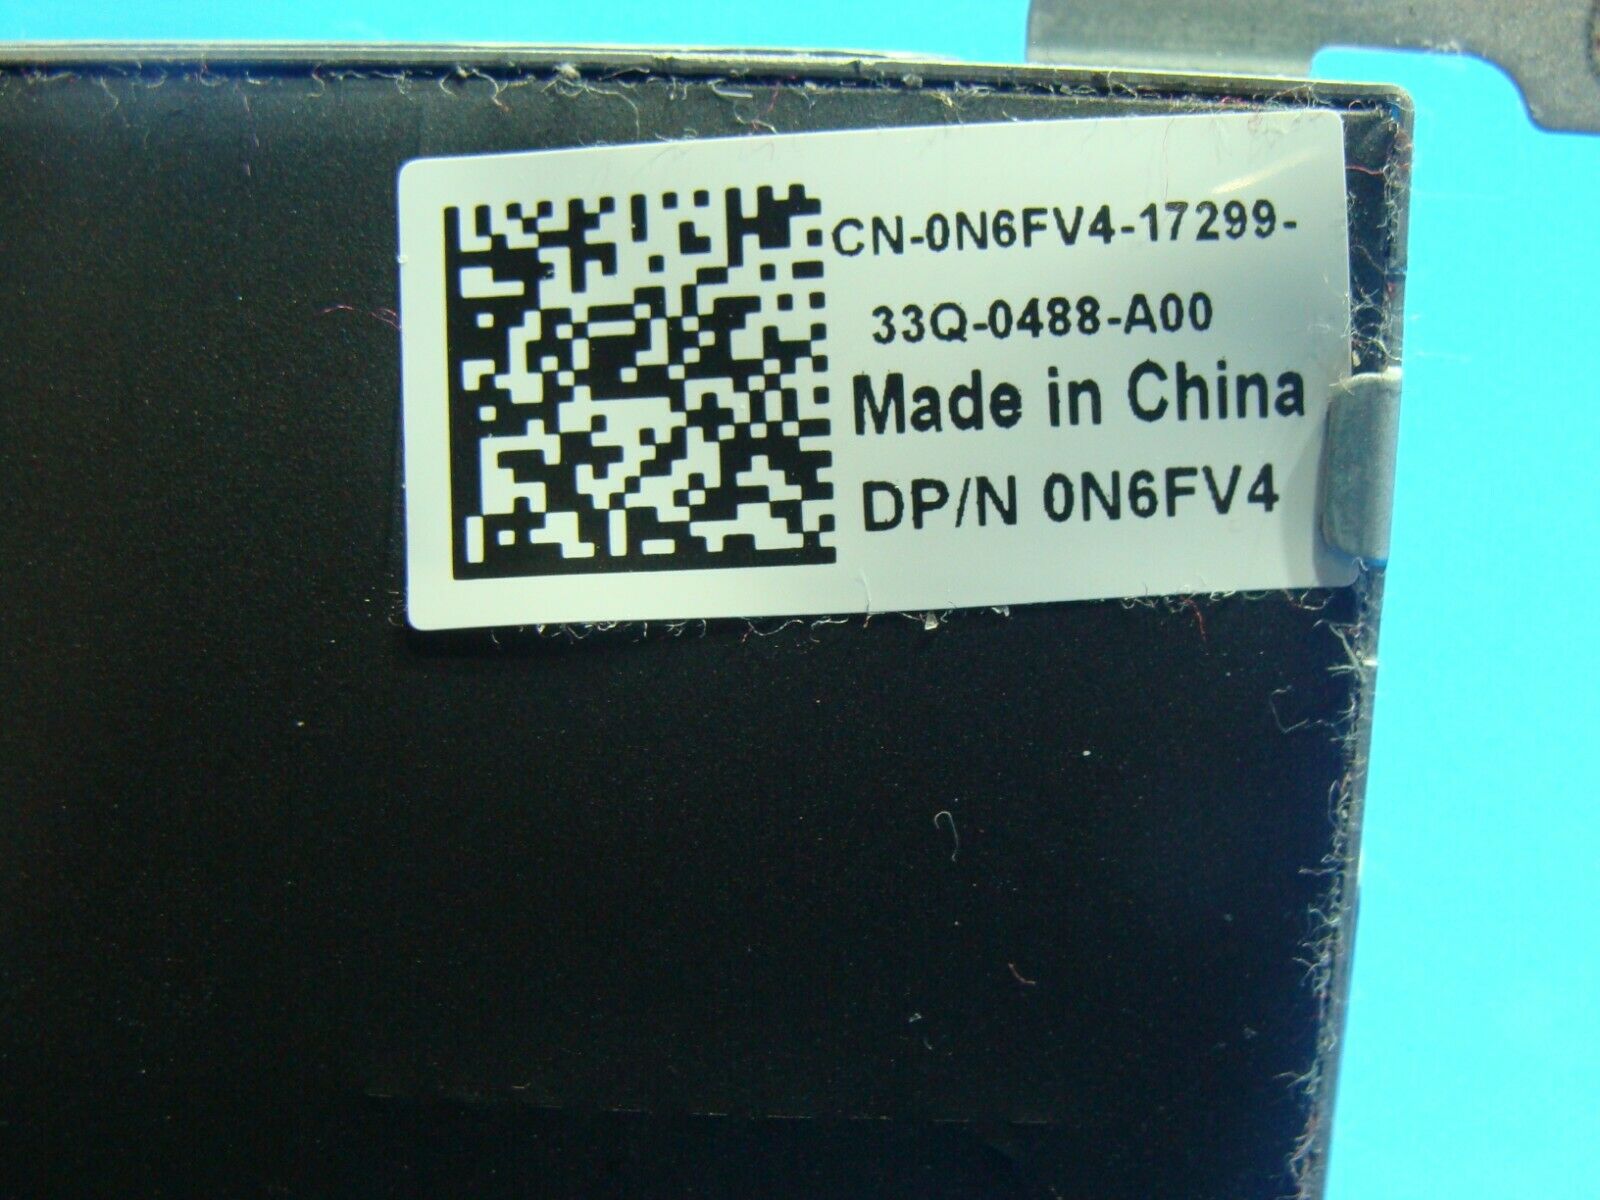 CN-0N6FV4-17299-
33Q-0488-A00
Made in China
DP/N 0N6FV4